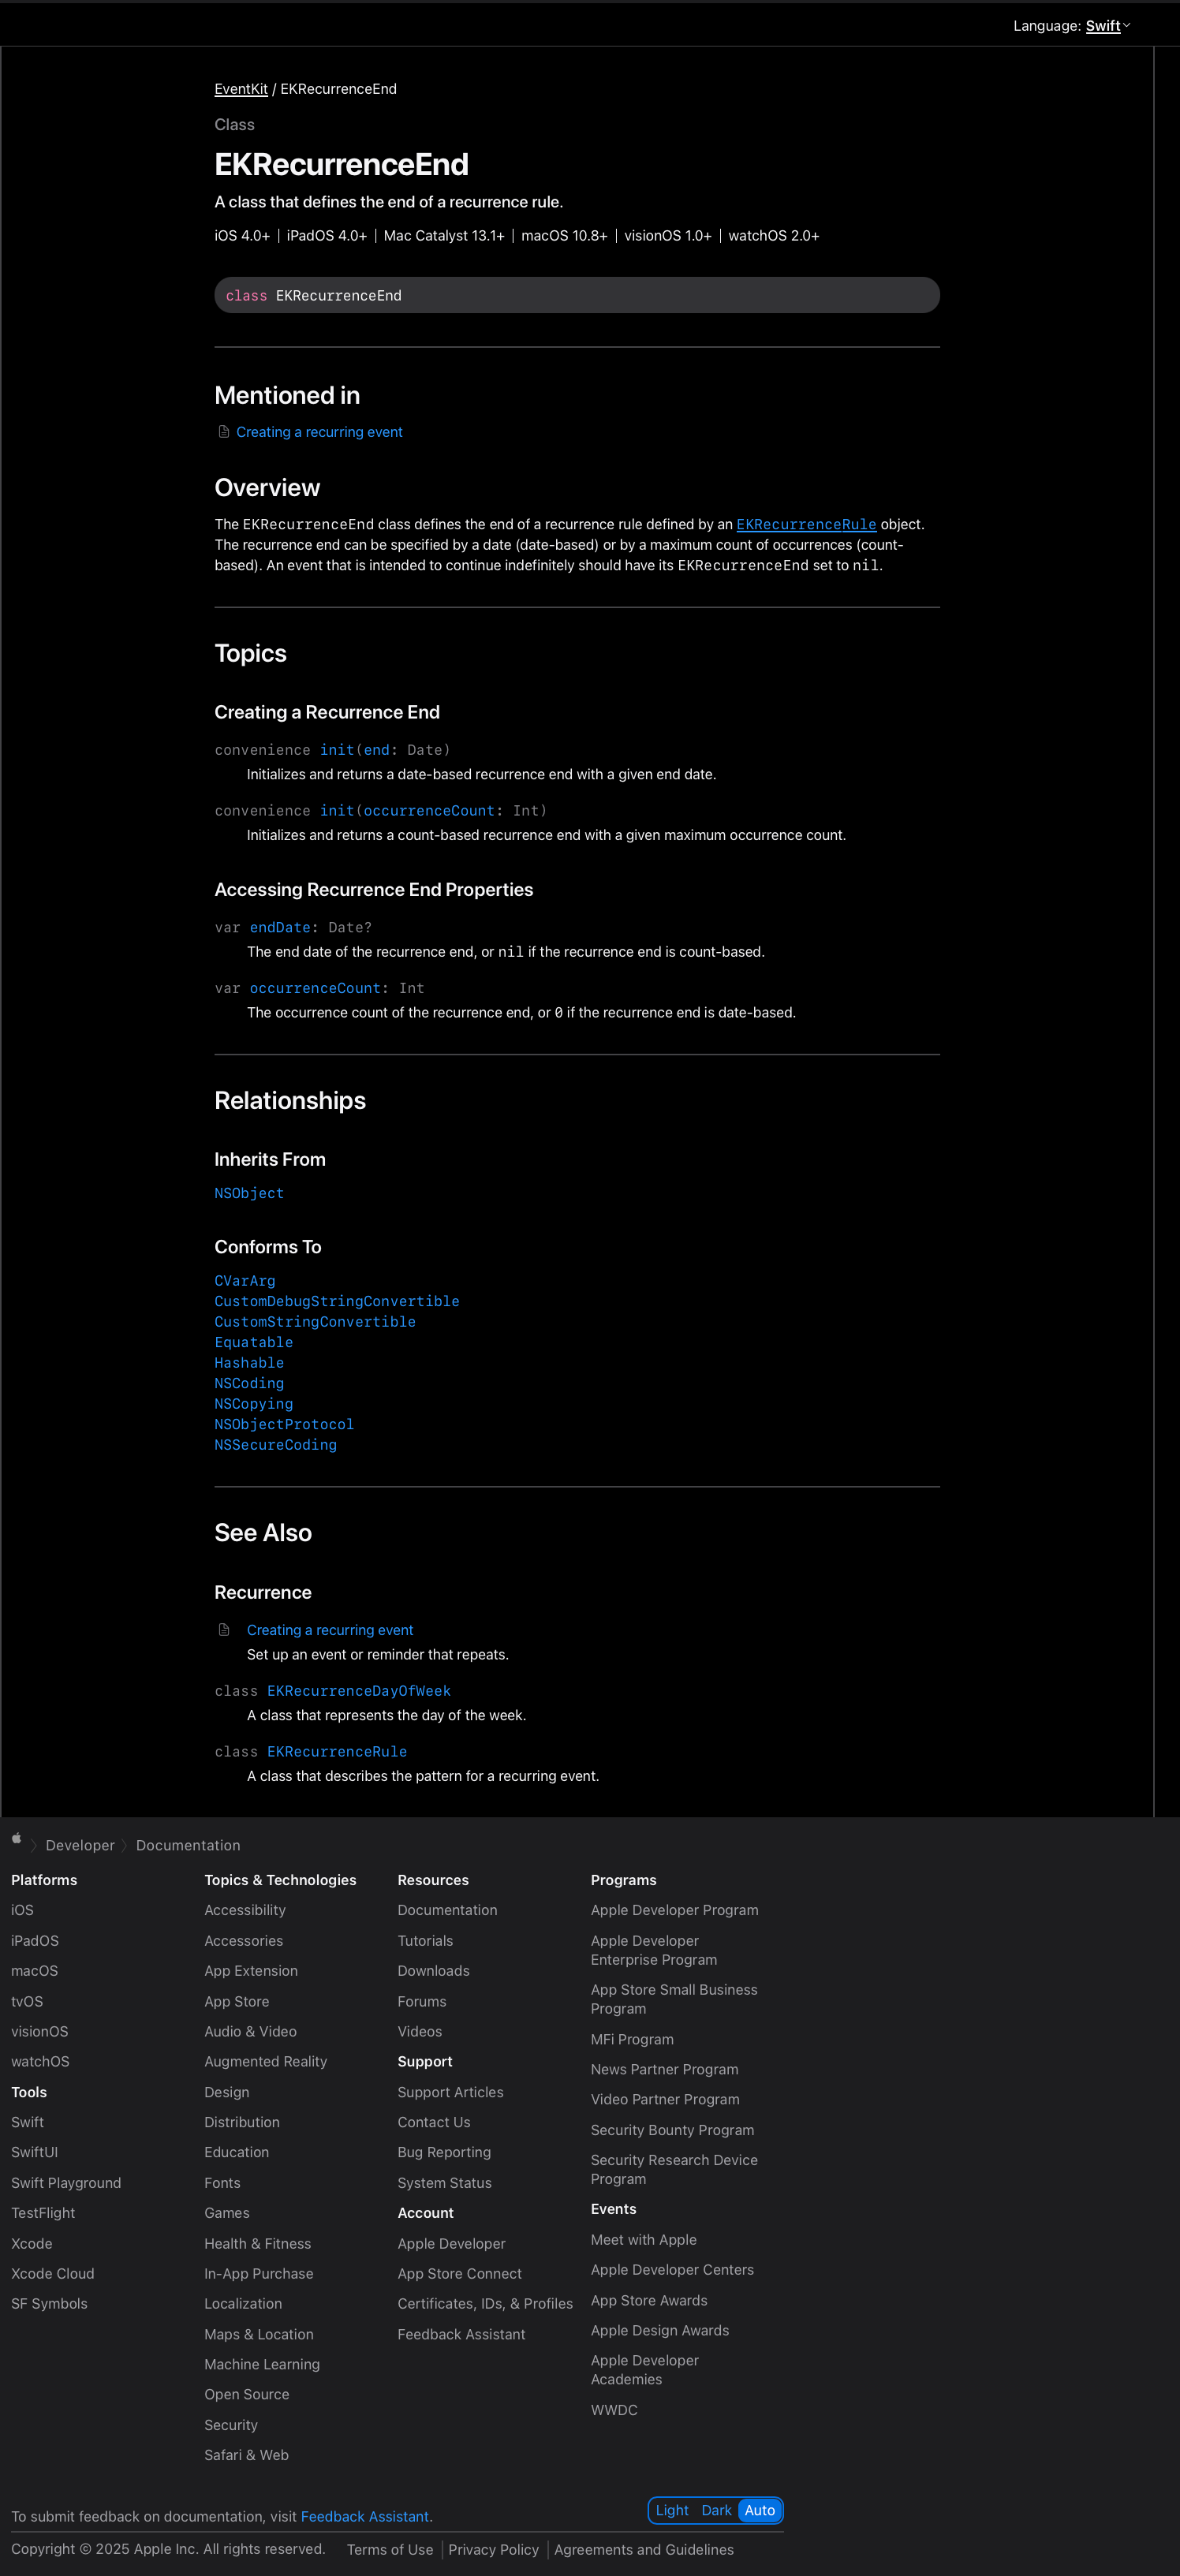 Language: Swift
EventKit / EKRecurrenceEnd
Class
EKRecurrenceEnd
A class that defines the end of a recurrence rule.
iOS 4.0+ | iPadOS 4.0+ | Mac Catalyst 13.1+ | macOS 10.8+ | visionOS 1.0+ | watchOS 2.0+
class EKRecurrenceEnd
Mentioned in
Creating a recurring event
Overview
The EKRecurrenceEnd class defines the end of a recurrence rule defined by an EKRecurrenceRule object.
The recurrence end can be specified by a date (date-based) or by a maximum count of occurrences (count-
based). An event that is intended to continue indefinitely should have its EKRecurrenceEnd set to nil.
Topics
Creating a Recurrence End
convenience init(end: Date)
Initializes and returns a date-based recurrence end with a given end date.
convenience init(occurrenceCount: Int)
Initializes and returns a count-based recurrence end with a given maximum occurrence count.
Accessing Recurrence End Properties
var endDate: Date?
The end date of the recurrence end, or nil if the recurrence end is count-based.
var occurrenceCount: Int
The occurrence count of the recurrence end, or 0 if the recurrence end is date-based.
Relationships
Inherits From
NSObject
Conforms To
CVarArg
CustomDebugStringConvertible
CustomStringConvertible
Equatable
Hashable
NSCoding
NSCopying
NSObjectProtocol
NSSecureCoding
See Also
Recurrence
Creating a recurring event
Set up an event or reminder that repeats.
class EKRecurrenceDayOfWeek
A class that represents the day of the week.
class EKRecurrenceRule
A class that describes the pattern for a recurring event.
Developer
Documentation
Platforms
iOS
iPadOS
macOS
tvOS
visionOS
watchOS
Tools
Swift
SwiftUI
Swift Playground
TestFlight
Xcode
Xcode Cloud
SF Symbols
Topics & Technologies
Accessibility
Accessories
App Extension
App Store
Audio & Video
Augmented Reality
Design
Distribution
Education
Fonts
Games
Health & Fitness
In-App Purchase
Localization
Maps & Location
Machine Learning
Open Source
Security
Safari & Web
Resources
Documentation
Tutorials
Downloads
Forums
Videos
Support
Support Articles
Contact Us
Bug Reporting
System Status
Account
Apple Developer
App Store Connect
Certificates, IDs, & Profiles
Feedback Assistant
Programs
Apple Developer Program
Apple Developer
Enterprise Program
App Store Small Business
Program
MFi Program
News Partner Program
Video Partner Program
Security Bounty Program
Security Research Device
Program
Events
Meet with Apple
Apple Developer Centers
App Store Awards
Apple Design Awards
Apple Developer
Academies
WWDC
To submit feedback on documentation, visit Feedback Assistant.
Light Dark Auto
Copyright © 2025 Apple Inc. All rights reserved.
Terms of Use | Privacy Policy | Agreements and Guidelines